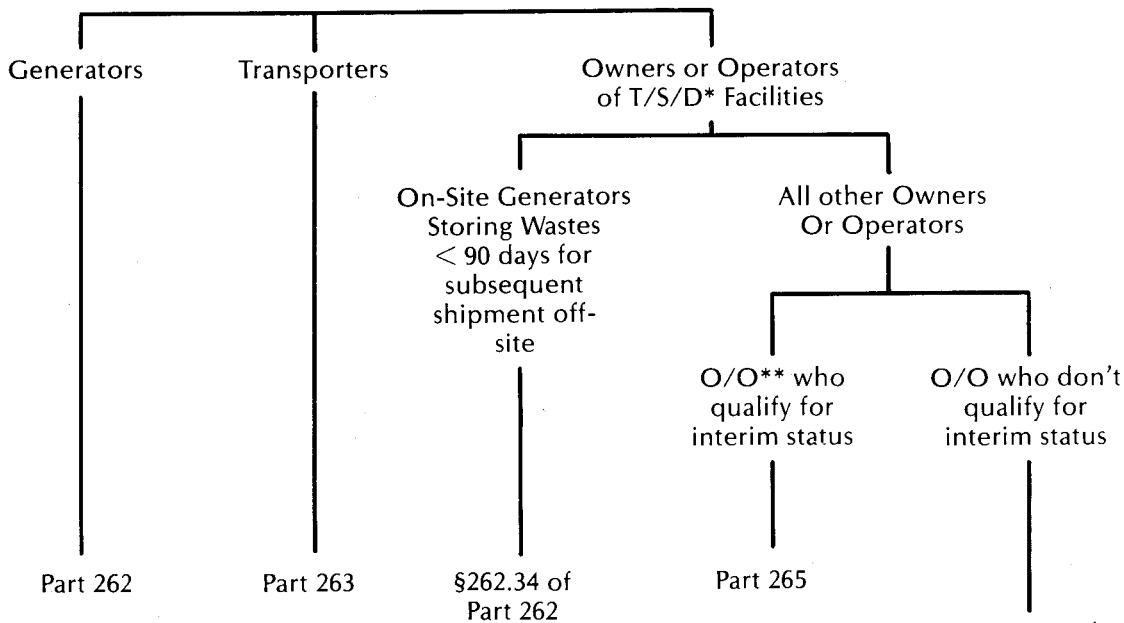 Generators
Transporters
Owners or Operators
of T/S/D* Facilities
On-Site Generators
Storing Wastes
< 90 days for
subsequent
shipment off-
site
All other Owners
Or Operators
O/O** who
qualify for
interim status
O/O who don't
qualify for
interim status
Part 262
Part 263
§262.34 of
Part 262
Part 265